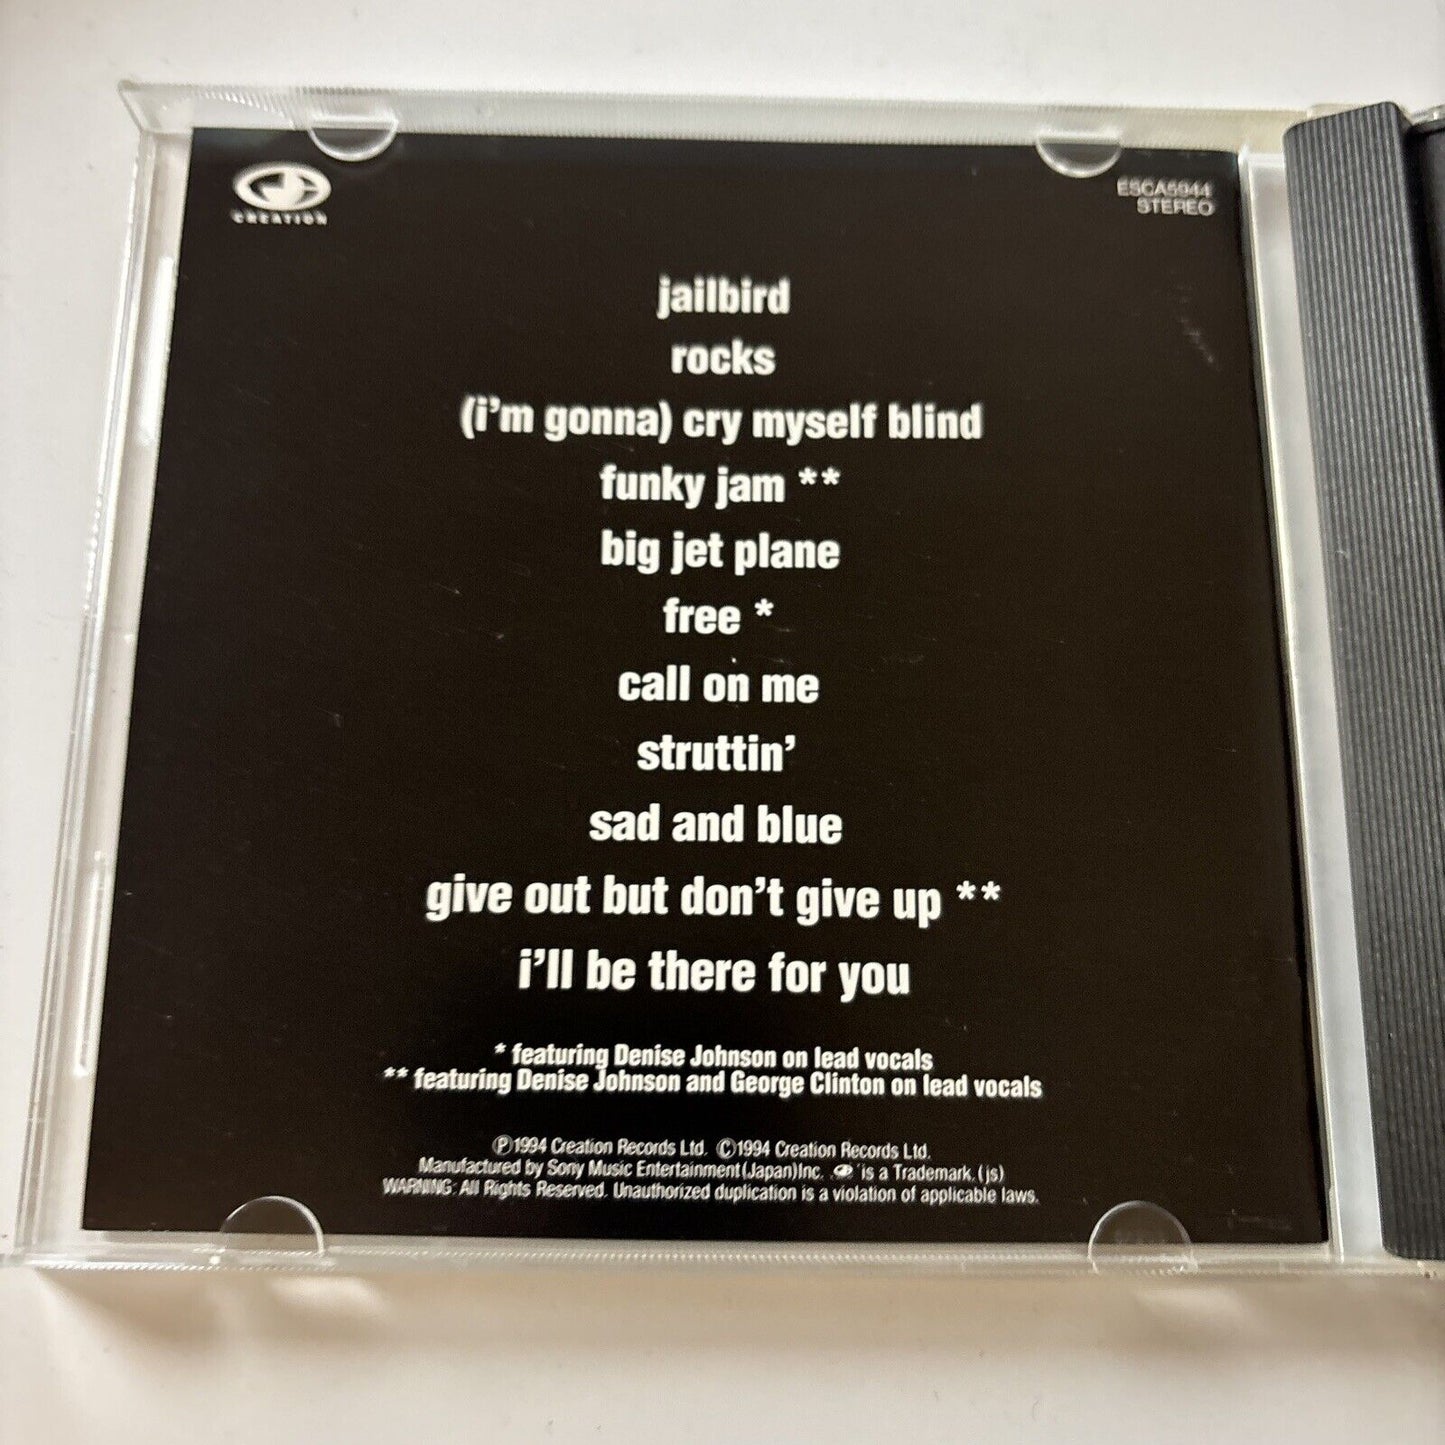 CREATION
ESCA5944
STEREO
jailbird
rocks
(i'm gonna) cry myself blind
funky jam **
big jet plane
free *
call on me
struttin'
sad and blue
give out but don't give up **
i'll be there for you
* featuring Denise Johnson on lead vocals
** featuring Denise Johnson and George Clinton on lead vocals
Ⓟ1994 Creation Records Ltd. ©1994 Creation Records Ltd.
Manufactured by Sony Music Entertainment(Japan)Inc. is a Trademark.(js)
WARNING: All Rights Reserved. Unauthorized duplication is a violation of applicable laws.